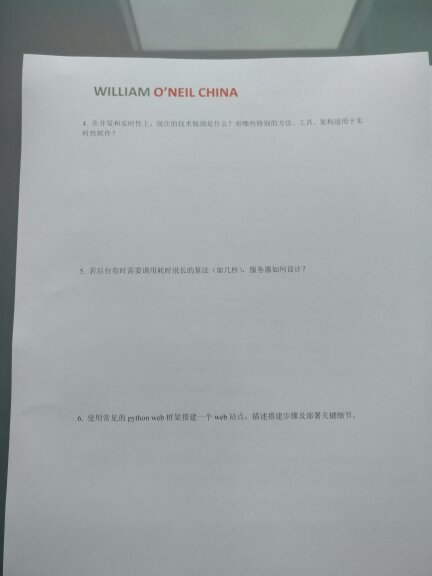 WILLIAM O'NEIL CHINA
4. 在并发和实时性上，现在的技术瓶颈是什么？有哪些特别的方法、工具、架构适用于实
时性软件？
5. 若后台有时需要调用耗时很长的算法（如几秒），服务器如何设计？
6. 使用常见的 python web 框架搭建一个 web 站点，描述搭建步骤及部署关键细节。